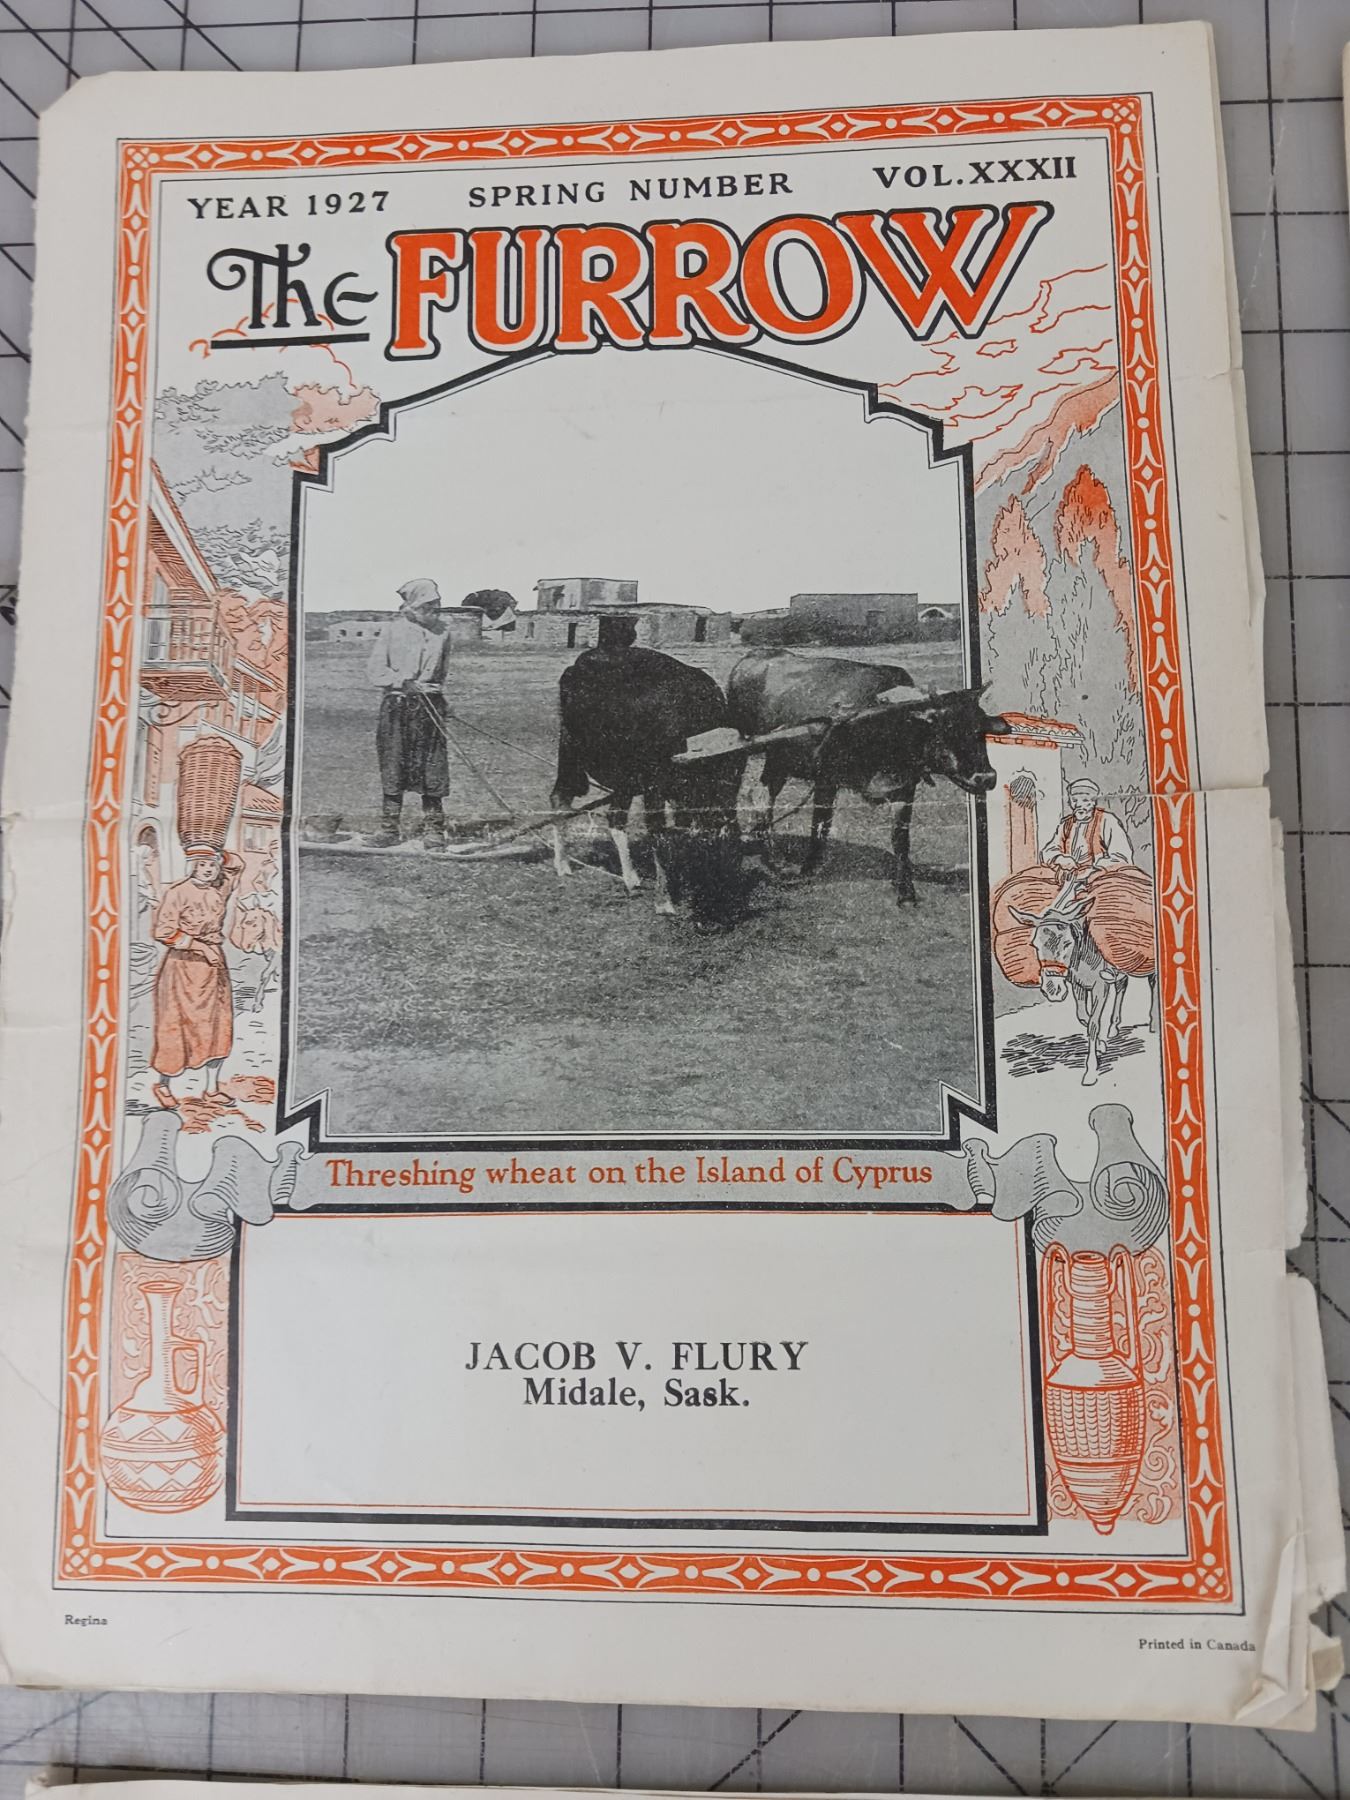 YEAR 1927 SPRING NUMBER VOL.XXXII
The FURROW
Threshing wheat on the Island of Cyprus
JACOB V. FLURY
Midale, Sask.
Regina
Printed in Canada